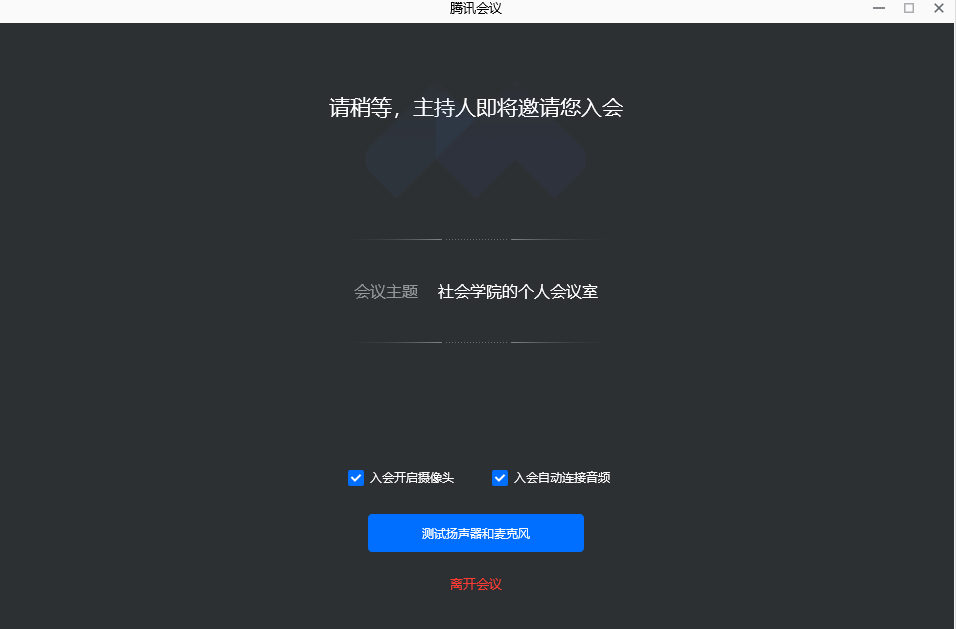 腾讯会议
请稍等，主持人即将邀请您入会
会议主题 社会学院的个人会议室
入会开启摄像头 入会自动连接音频
测试扬声器和麦克风
离开会议